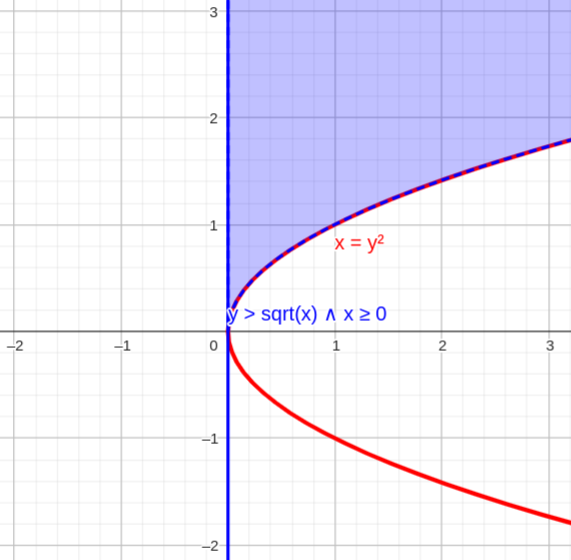 3
2
1
x = y²
y > sqrt(x) ∧ x ≥ 0
–2 –1 0 1 2 3
–1
–2